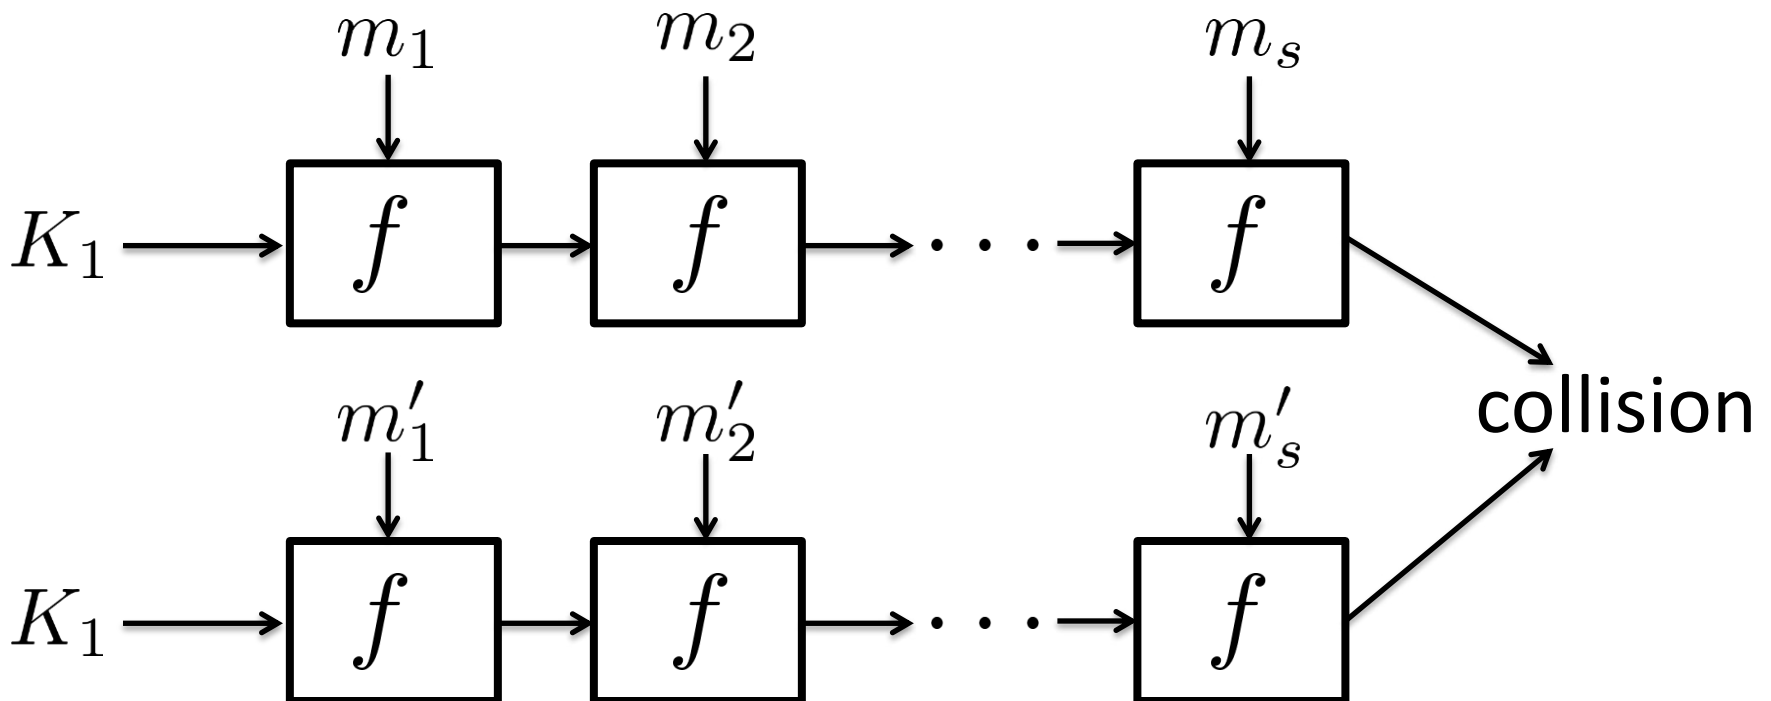 m₁ m₂ mₛ
K₁ f f · · · f
collision
m′₁ m′₂ m′ₛ
K₁ f f · · · f